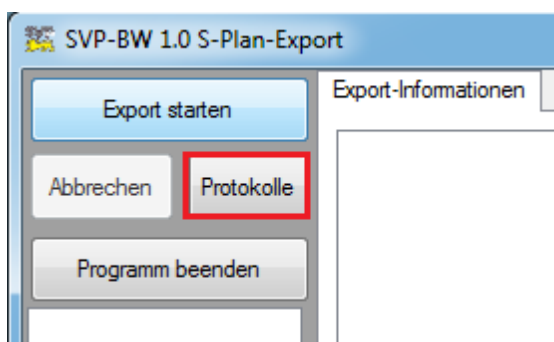 SVP-BW 1.0 S-Plan-Export
Export starten
Export-Informationen
Abbrechen
Protokolle
Programm beenden